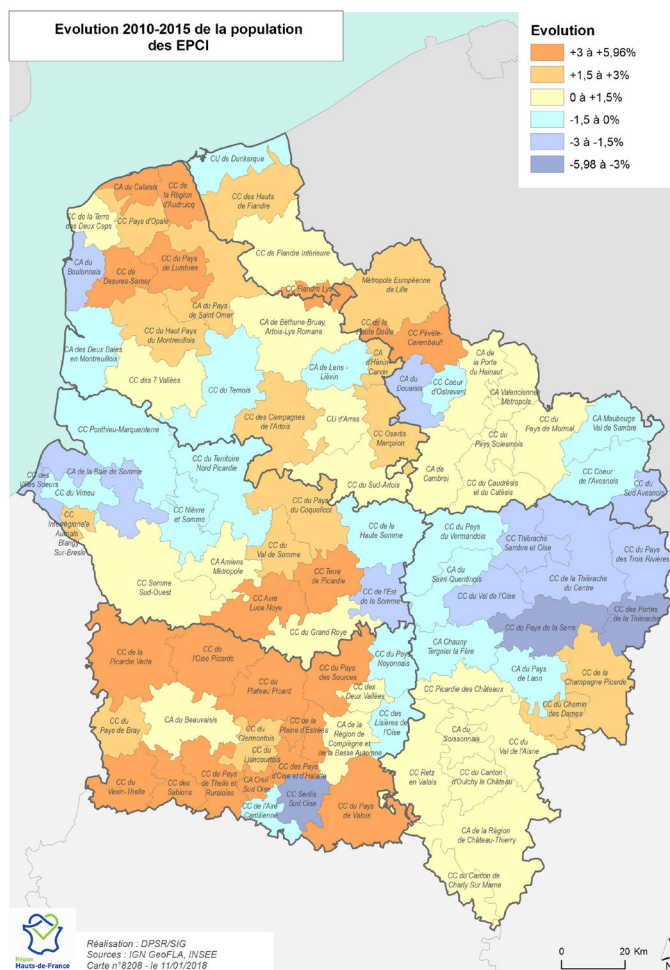 Evolution 2010-2015 de la population
des EPCI
Evolution
+3 à +5,96%
+1,5 à +3%
0 à +1,5%
-1,5 à 0%
-3 à -1,5%
-5,98 à -3%
CU de Dunkerque
CA du Calaisis
CC de
la Région
d'Audruicq
CC des Hauts
de Flandre
CC de la Terre
des Deux Caps
CC Pays d'Opale
CC de Flandre Intérieure
CA du
Boulonnais
CC de
Desvres-Samer
CC du Pays
de Lumbres
CC Flandre Lys
Métropole Européenne
de Lille
CA du Pays
de Saint Omer
CC du Haut Pays
du Montreuillois
CA de Béthune-Bruay,
Artois-Lys Romane
CC de la
Haute Deûle
CC Pévèle-
Carembault
CA des Deux Baies
en Montreuillois
CC des 7 Vallées
CC du Ternois
CA de Lens -
Liévin
CA
d'Hénin-
Carvin
CA du
Douaisis
CC Coeur
d'Ostrevent
CA de
la Porte
du Hainaut
CA Valenciennes
Métropole
CC du
Pays de Mormal
CA Maubeuge
Val de Sambre
CC des Campagnes
de l'Artois
CU d'Arras
CC Osartis
Marquion
CC du
Pays Solesmois
CC Ponthieu-Marquenterre
CC du Territoire
Nord Picardie
CC du Sud-Artois
CA de
Cambrai
CC du Caudrésis
et du Catésis
CC Coeur
de l'Avesnois
CC du
Sud Avesnois
CC des
Villes Soeurs
CA de la Baie de Somme
CC du Vimeu
CC Nièvre
et Somme
CC du Pays
du Coquelicot
CC
Interrégionale
Aumale -
Blangy
Sur-Bresle
CC du
Val de Somme
CC de la
Haute Somme
CC du Pays
du Vermandois
CC Thiérache
Sambre et Oise
CC du Pays
des Trois Rivières
CA Amiens
Métropole
CC Somme
Sud-Ouest
CC Terre
de Picardie
CA du
Saint-Quentinois
CC de la Thiérache
du Centre
CC Avre
Luce Noye
CC de l'Est
de la Somme
CC du Val de l'Oise
CC du Grand Roye
CC du Pays de la Serre
CC des Portes
de la Thiérache
CC de la
Picardie Verte
CC de
l'Oise Picarde
CC du
Plateau Picard
CC du Pays
des Sources
CC du Pays
Noyonnais
CA Chauny
Tergnier la Fère
CA du Pays
de Laon
CC de la
Champagne Picarde
CC des
Deux Vallées
CC Picardie des Châteaux
CC du Chemin
des Dames
CC du
Pays de Bray
CA du Beauvaisis
CC du
Clermontois
CC de la
Plaine d'Estrées
CA de la
Région de
Compiègne et
de la Basse Automne
CC des
Lisières de
l'Oise
CA du
Soissonnais
CC du
Val de l'Aisne
CC du
Liancourtois
CC du
Vexin-Thelle
CC des
Sablons
CC du Pays
de Thelle et
Ruraloise
CA Creil
Sud Oise
CC des Pays
d'Oise et d'Halatte
CC Senlis
Sud Oise
CC de l'Aire
Cantilienne
CC du Pays
de Valois
CC Retz
en Valois
CC du Canton
d'Oulchy le Château
CA de la Région
de Château-Thierry
CC du Canton de
Charly Sur Marne
Région
Hauts-de-France
Réalisation : DPSR/SIG
Sources : IGN GeoFLA, INSEE
Carte n°8208 - le 11/01/2018
0 20 Km
N